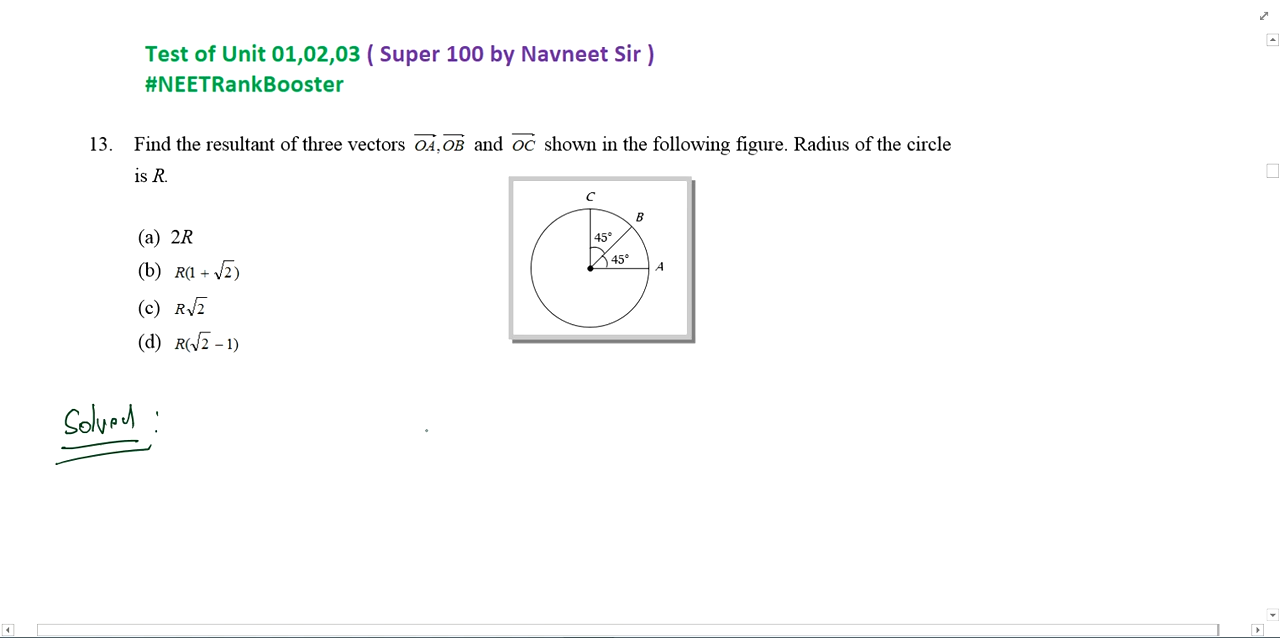 Test of Unit 01,02,03 ( Super 100 by Navneet Sir )
#NEETRankBooster
13. Find the resultant of three vectors OA, OB and OC shown in the following figure. Radius of the circle
is R.
C
B
45°
45°
A
(a) 2R
(b) R(1 + √2)
(c) R√2
(d) R(√2 − 1)
Solved :